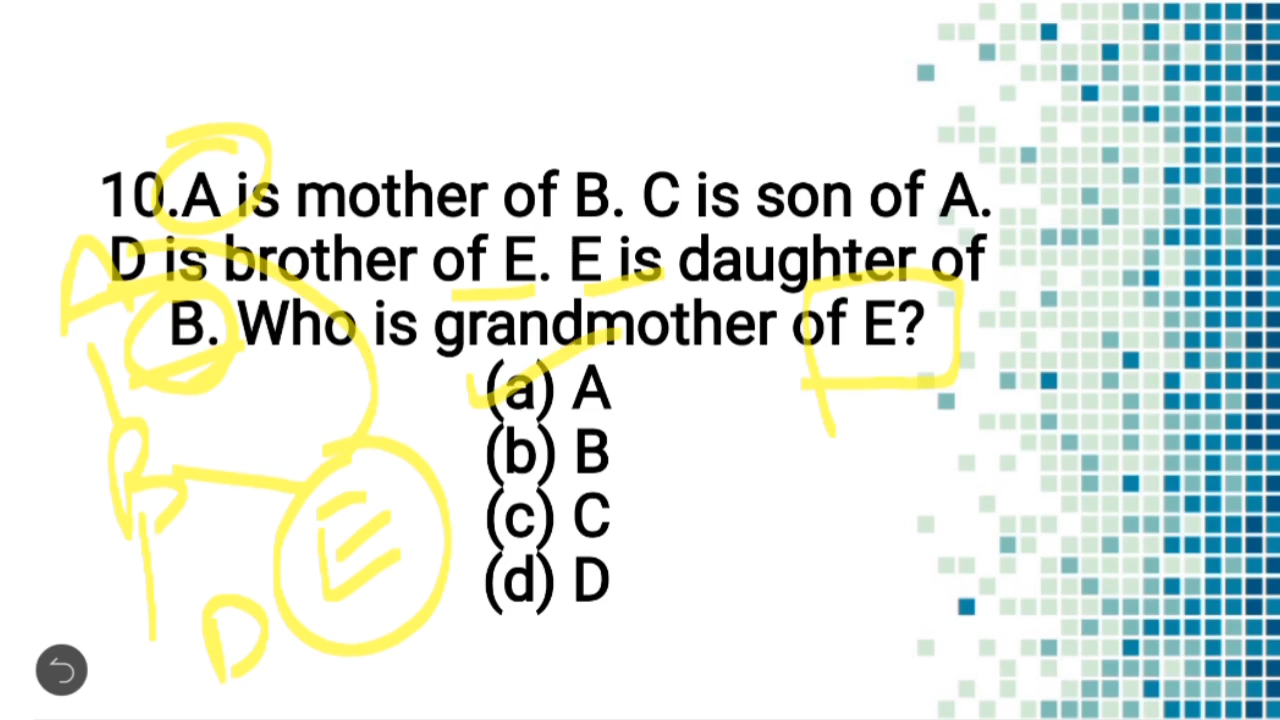 10.A is mother of B. C is son of A.
D is brother of E. E is daughter of
B. Who is grandmother of E?
(a) A
(b) B
(c) C
(d) D
A
B
E
D